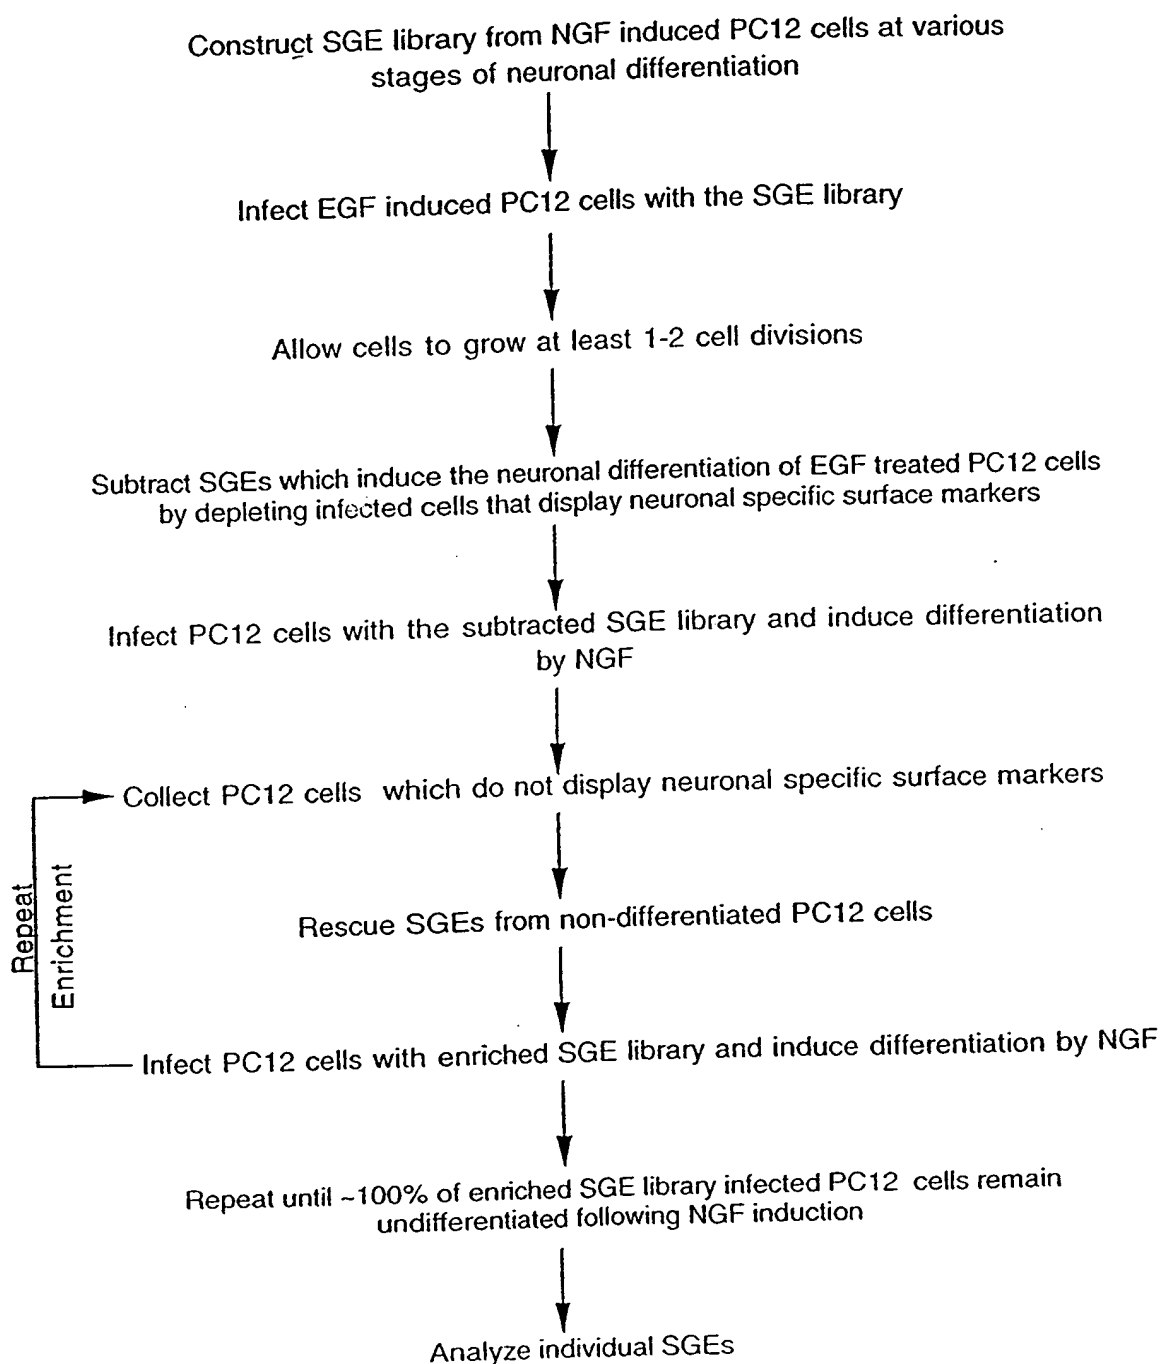 Construct SGE library from NGF induced PC12 cells at various
stages of neuronal differentiation
Infect EGF induced PC12 cells with the SGE library
Allow cells to grow at least 1-2 cell divisions
Subtract SGEs which induce the neuronal differentiation of EGF treated PC12 cells
by depleting infected cells that display neuronal specific surface markers
Infect PC12 cells with the subtracted SGE library and induce differentiation
by NGF
Collect PC12 cells which do not display neuronal specific surface markers
Repeat
Enrichment
Rescue SGEs from non-differentiated PC12 cells
Infect PC12 cells with enriched SGE library and induce differentiation by NGF
Repeat until ~100% of enriched SGE library infected PC12 cells remain
undifferentiated following NGF induction
Analyze individual SGEs